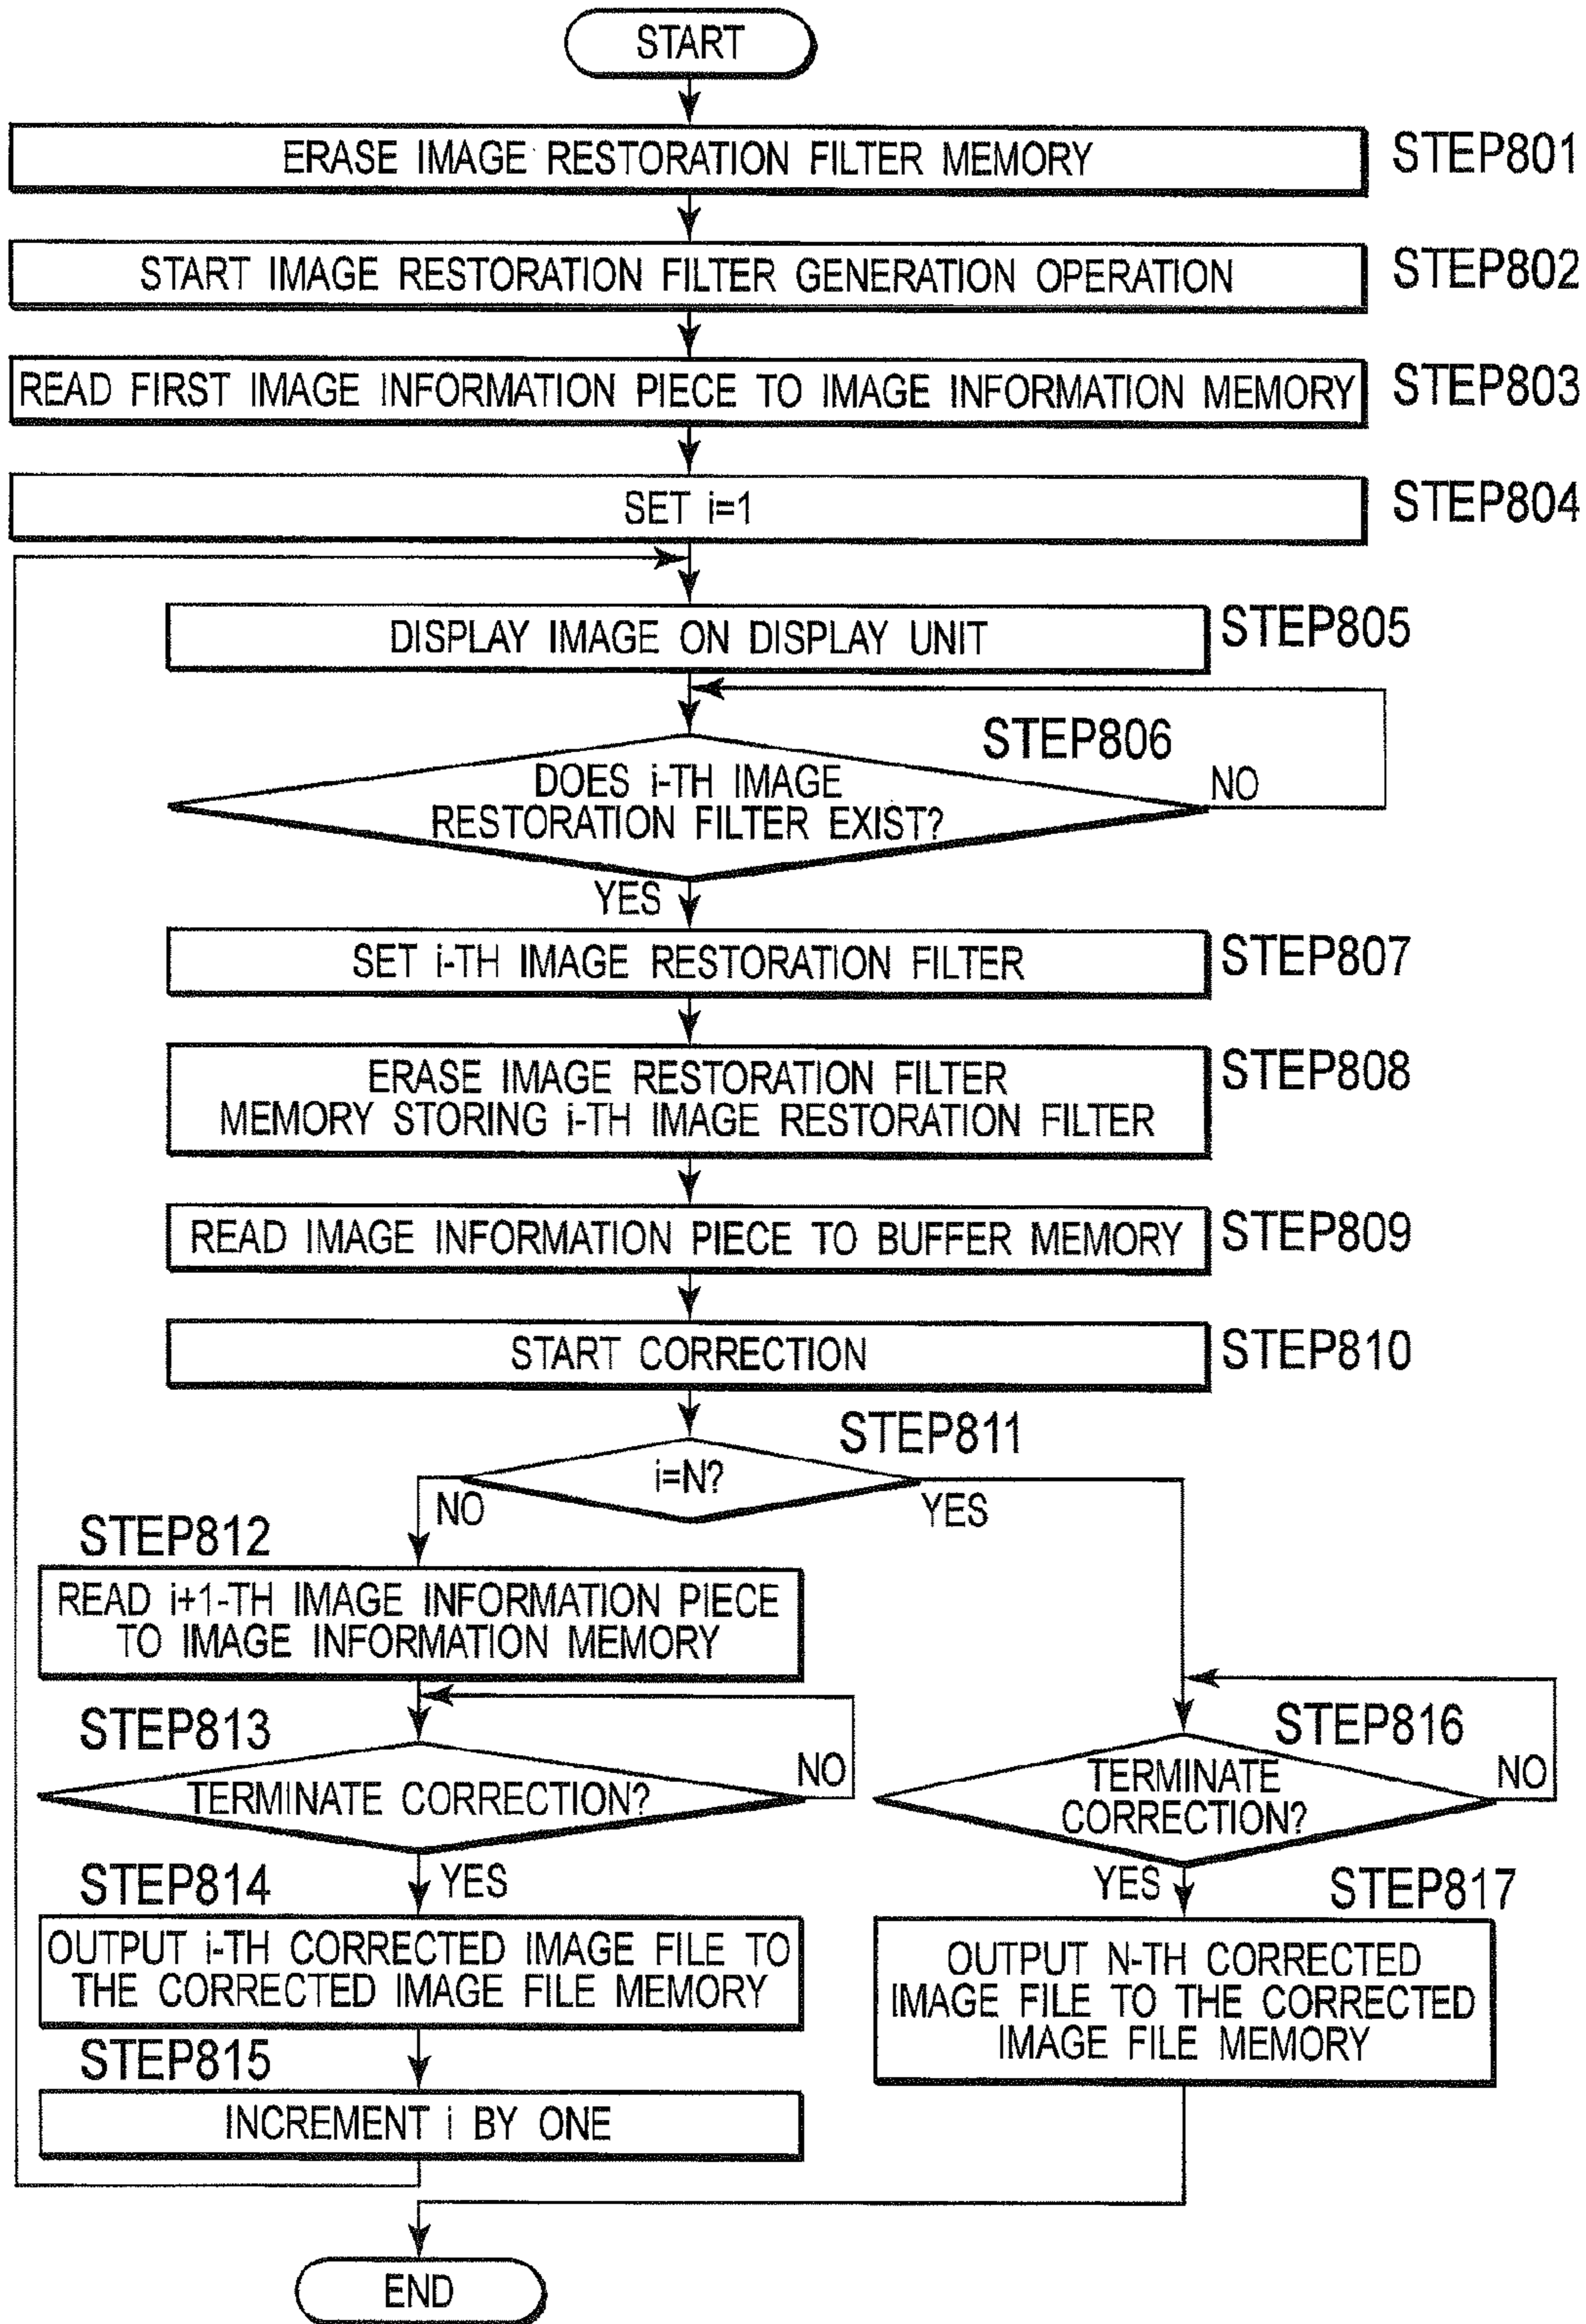 START
ERASE IMAGE RESTORATION FILTER MEMORY
STEP801
START IMAGE RESTORATION FILTER GENERATION OPERATION
STEP802
READ FIRST IMAGE INFORMATION PIECE TO IMAGE INFORMATION MEMORY
STEP803
SET i=1
STEP804
DISPLAY IMAGE ON DISPLAY UNIT
STEP805
STEP806
DOES i-TH IMAGE
RESTORATION FILTER EXIST?
NO
YES
SET i-TH IMAGE RESTORATION FILTER
STEP807
ERASE IMAGE RESTORATION FILTER
MEMORY STORING i-TH IMAGE RESTORATION FILTER
STEP808
READ IMAGE INFORMATION PIECE TO BUFFER MEMORY
STEP809
START CORRECTION
STEP810
STEP811
i=N?
NO
YES
STEP812
READ i+1-TH IMAGE INFORMATION PIECE
TO IMAGE INFORMATION MEMORY
STEP813
TERMINATE CORRECTION?
NO
YES
STEP814
OUTPUT i-TH CORRECTED IMAGE FILE TO
THE CORRECTED IMAGE FILE MEMORY
STEP815
INCREMENT i BY ONE
STEP816
TERMINATE
CORRECTION?
NO
YES
STEP817
OUTPUT N-TH CORRECTED
IMAGE FILE TO THE CORRECTED
IMAGE FILE MEMORY
END